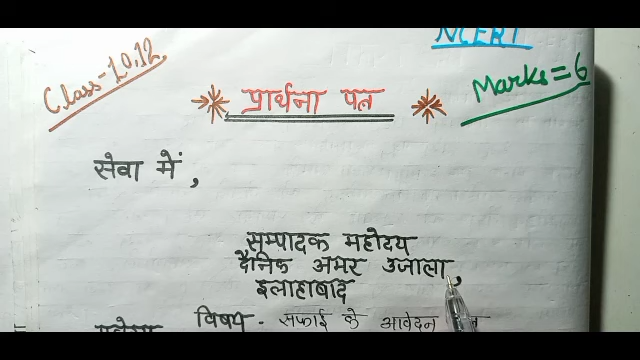 NCERT
Class-10,12
Marks=6
प्रार्थना पत्र
सेवा में,
सम्पादक महोदय
दैनिक अमर उजाला,
इलाहाबाद
विषय - सफाई के आवेदन